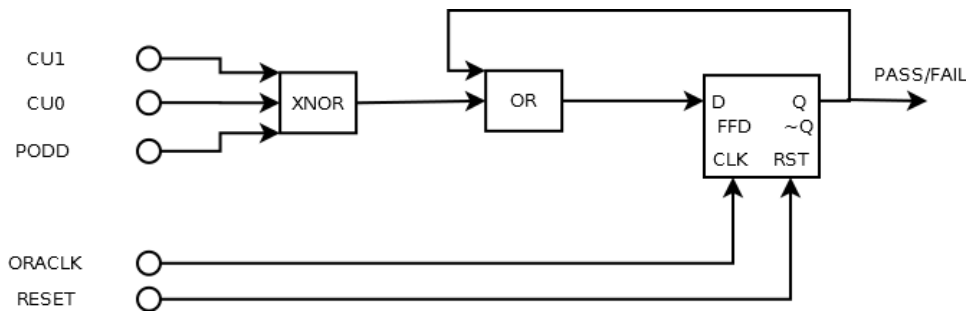 CU1
CU0
PODD
XNOR
OR
D Q
FFD ~Q
CLK RST
PASS/FAIL
ORACLK
RESET